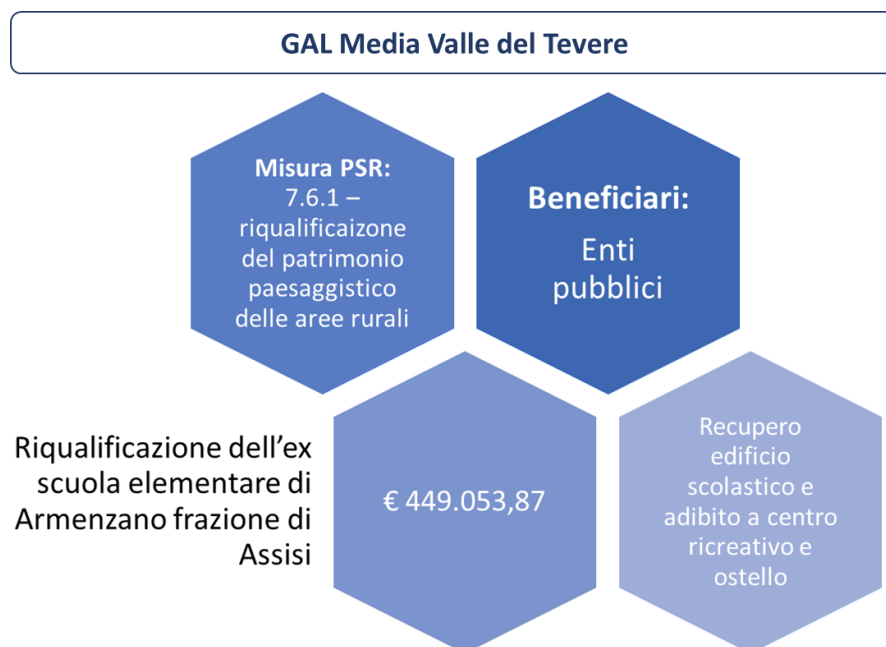 GAL Media Valle del Tevere
Misura PSR:
7.6.1 –
riqualificaizone
del patrimonio
paesaggistico
delle aree rurali
Beneficiari:
Enti
pubblici
Riqualificazione dell’ex
scuola elementare di
Armenzano frazione di
Assisi
€ 449.053,87
Recupero
edificio
scolastico e
adibito a centro
ricreativo e
ostello